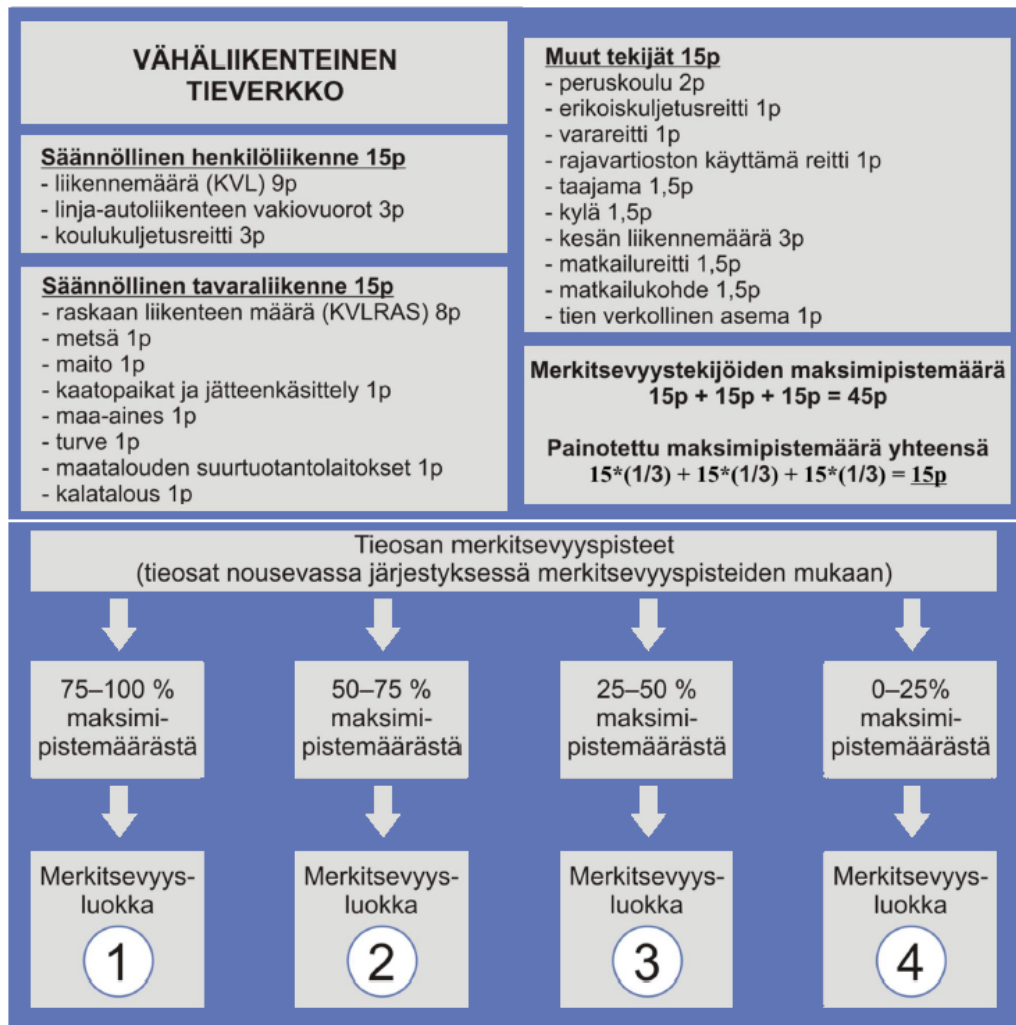 VÄHÄLIIKENTEINEN
TIEVERKKO
Säännöllinen henkilöliikenne 15p
- liikennemäärä (KVL) 9p
- linja-autoliikenteen vakiovuorot 3p
- koulukuljetusreitti 3p
Säännöllinen tavaraliikenne 15p
- raskaan liikenteen määrä (KVLRAS) 8p
- metsä 1p
- maito 1p
- kaatopaikat ja jätteenkäsittely 1p
- maa-aines 1p
- turve 1p
- maatalouden suurtuotantolaitokset 1p
- kalatalous 1p
Muut tekijät 15p
- peruskoulu 2p
- erikoiskuljetusreitti 1p
- varareitti 1p
- rajavartioston käyttämä reitti 1p
- taajama 1,5p
- kylä 1,5p
- kesän liikennemäärä 3p
- matkailureitti 1,5p
- matkailukohde 1,5p
- tien verkollinen asema 1p
Merkitsevyystekijöiden maksimipistemäärä
15p + 15p + 15p = 45p
Painotettu maksimipistemäärä yhteensä
15*(1/3) + 15*(1/3) + 15*(1/3) = 15p
Tieosan merkitsevyyspisteet
(tieosat nousevassa järjestyksessä merkitsevyyspisteiden mukaan)
75–100 %
maksimi-
pistemäärästä
50–75 %
maksimi-
pistemäärästä
25–50 %
maksimi-
pistemäärästä
0–25%
maksimi-
pistemäärästä
Merkitsevyys-
luokka
1
Merkitsevyys-
luokka
2
Merkitsevyys-
luokka
3
Merkitsevyys-
luokka
4